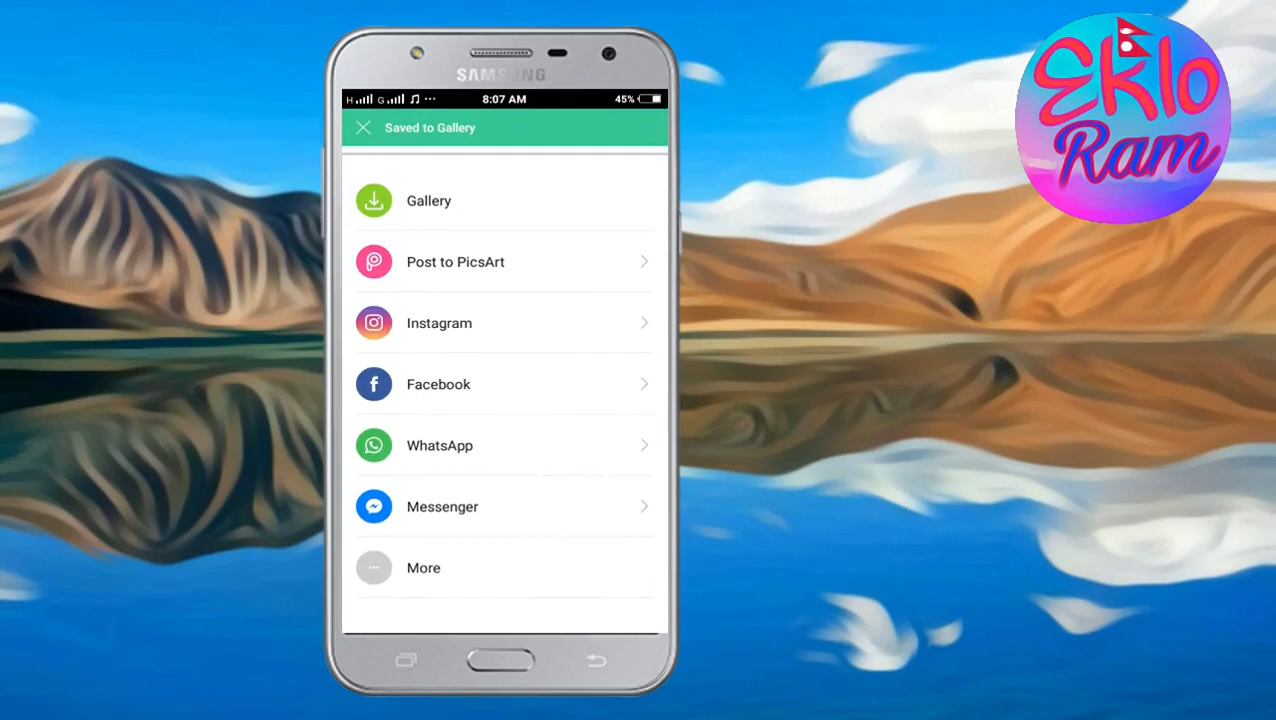 SAMSUNG
H G 8:07 AM 45%
Saved to Gallery
Gallery
Post to PicsArt
Instagram
Facebook
WhatsApp
Messenger
More
Eklo
Ram